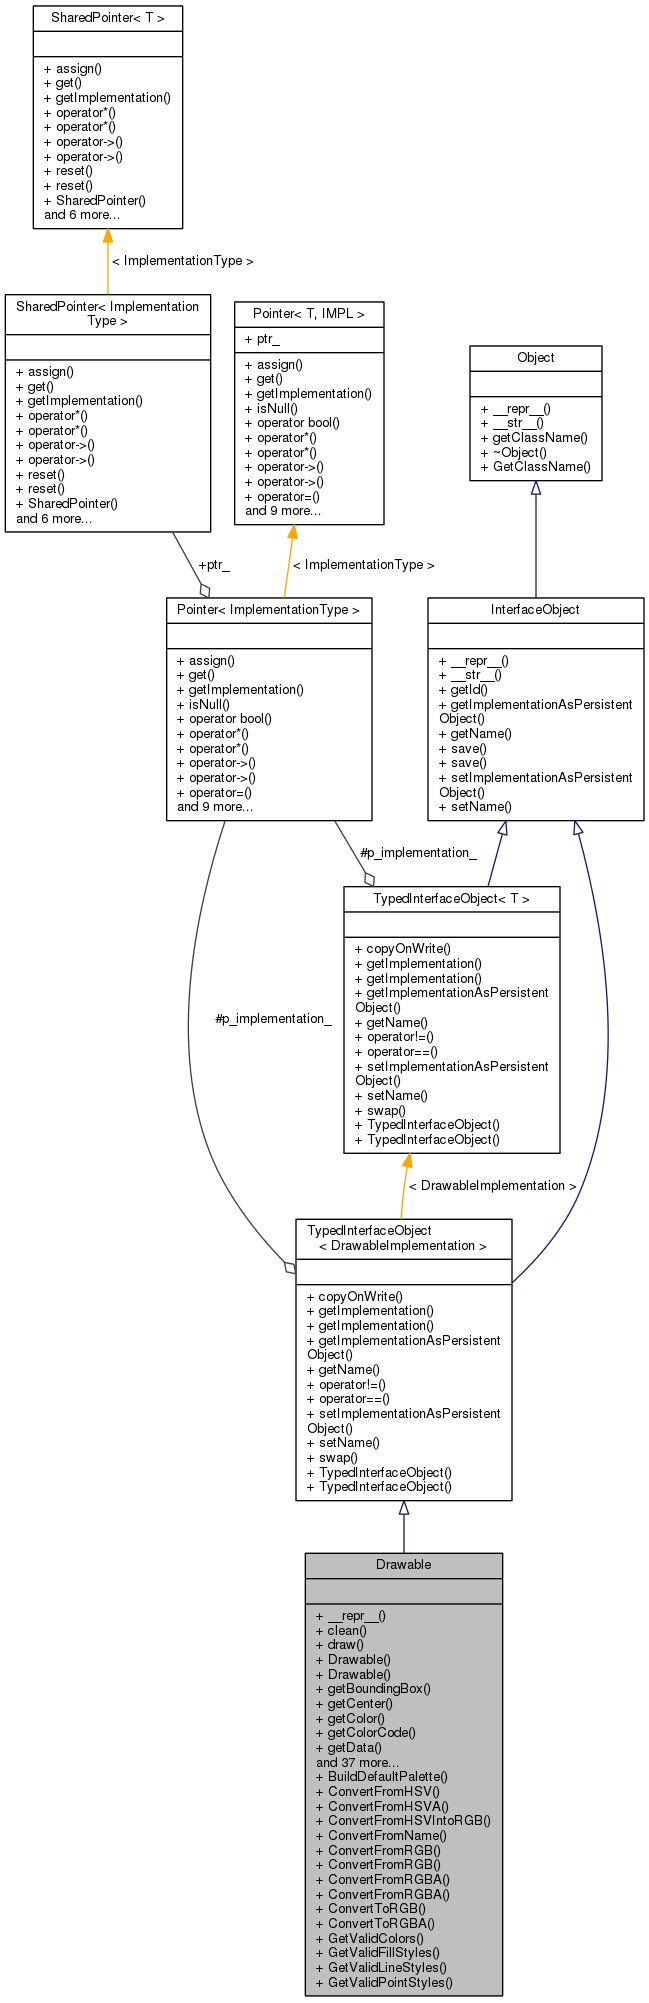 SharedPointer< T >
+ assign()
+ get()
+ getImplementation()
+ operator*()
+ operator*()
+ operator->()
+ operator->()
+ reset()
+ reset()
+ SharedPointer()
and 6 more...
< ImplementationType >
SharedPointer< Implementation
Type >
+ assign()
+ get()
+ getImplementation()
+ operator*()
+ operator*()
+ operator->()
+ operator->()
+ reset()
+ reset()
+ SharedPointer()
and 6 more...
Pointer< T, IMPL >
+ ptr_
+ assign()
+ get()
+ getImplementation()
+ isNull()
+ operator bool()
+ operator*()
+ operator*()
+ operator->()
+ operator->()
+ operator=()
and 9 more...
Object
+ __repr__()
+ __str__()
+ getClassName()
+ ~Object()
+ GetClassName()
+ptr_
< ImplementationType >
Pointer< ImplementationType >
+ assign()
+ get()
+ getImplementation()
+ isNull()
+ operator bool()
+ operator*()
+ operator*()
+ operator->()
+ operator->()
+ operator=()
and 9 more...
InterfaceObject
+ __repr__()
+ __str__()
+ getId()
+ getImplementationAsPersistent
Object()
+ getName()
+ save()
+ save()
+ setImplementationAsPersistent
Object()
+ setName()
#p_implementation_
TypedInterfaceObject< T >
+ copyOnWrite()
+ getImplementation()
+ getImplementation()
+ getImplementationAsPersistent
Object()
+ getName()
+ operator!=()
+ operator==()
+ setImplementationAsPersistent
Object()
+ setName()
+ swap()
+ TypedInterfaceObject()
+ TypedInterfaceObject()
#p_implementation_
< DrawableImplementation >
TypedInterfaceObject
< DrawableImplementation >
+ copyOnWrite()
+ getImplementation()
+ getImplementation()
+ getImplementationAsPersistent
Object()
+ getName()
+ operator!=()
+ operator==()
+ setImplementationAsPersistent
Object()
+ setName()
+ swap()
+ TypedInterfaceObject()
+ TypedInterfaceObject()
Drawable
+ __repr__()
+ clean()
+ draw()
+ Drawable()
+ Drawable()
+ getBoundingBox()
+ getCenter()
+ getColor()
+ getColorCode()
+ getData()
and 37 more...
+ BuildDefaultPalette()
+ ConvertFromHSV()
+ ConvertFromHSVA()
+ ConvertFromHSVIntoRGB()
+ ConvertFromName()
+ ConvertFromRGB()
+ ConvertFromRGB()
+ ConvertFromRGBA()
+ ConvertFromRGBA()
+ ConvertToRGB()
+ ConvertToRGBA()
+ GetValidColors()
+ GetValidFillStyles()
+ GetValidLineStyles()
+ GetValidPointStyles()